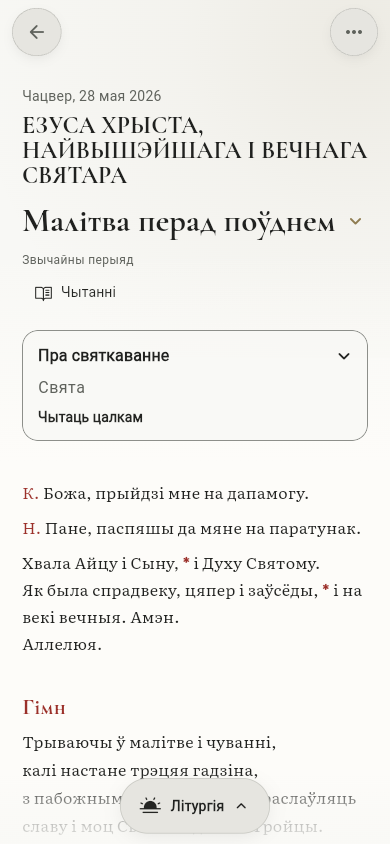 Чацвер, 28 мая 2026
ЕЗУСА ХРЫСТА,
НАЙВЫШЭЙШАГА І ВЕЧНАГА
СВЯТАРА
Малітва перад поўднем
Звычайны перыяд
Чытанні
Пра святкаванне
Свята
Чытаць цалкам
К. Божа, прыйдзі мне на дапамогу.
Н. Пане, паспяшы да мяне на паратунак.
Хвала Айцу і Сыну, * і Духу Святому.
Як была спрадвеку, цяпер і заўсёды, * і на
векі вечныя. Амэн.
Аллелюя.
Гімн
Трываючы ў малітве і чуванні,
калі настане трэцяя гадзіна,
з пабожным
славу і моц
Літургія